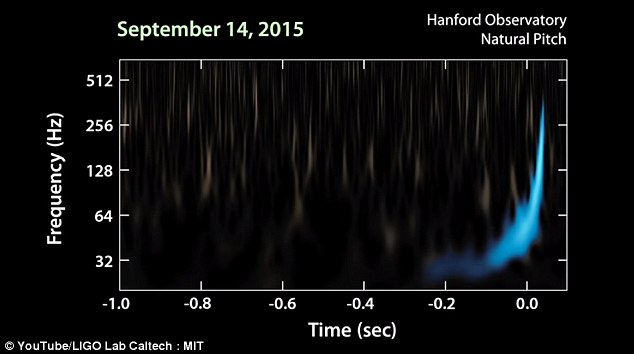 September 14, 2015
Hanford Observatory
Natural Pitch
Frequency (Hz)
512
256
128
64
32
-1.0 -0.8 -0.6 -0.4 -0.2 0.0
Time (sec)
© YouTube/LIGO Lab Caltech : MIT